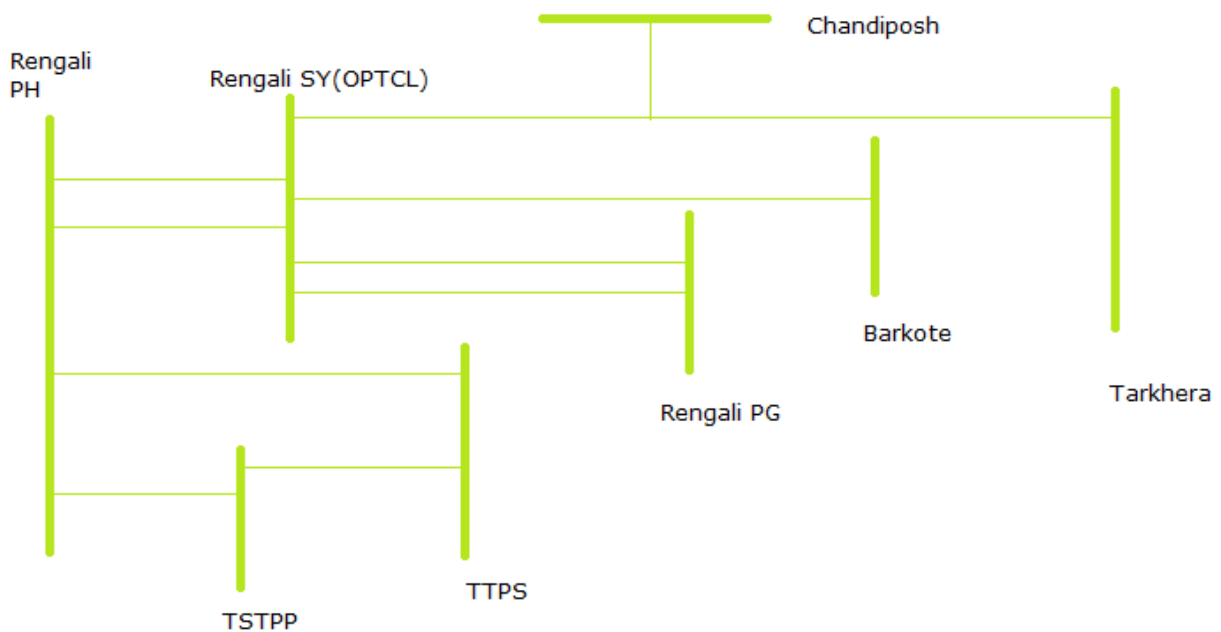 Chandiposh
Rengali
PH
Rengali SY(OPTCL)
Barkote
Tarkhera
Rengali PG
TTPS
TSTPP